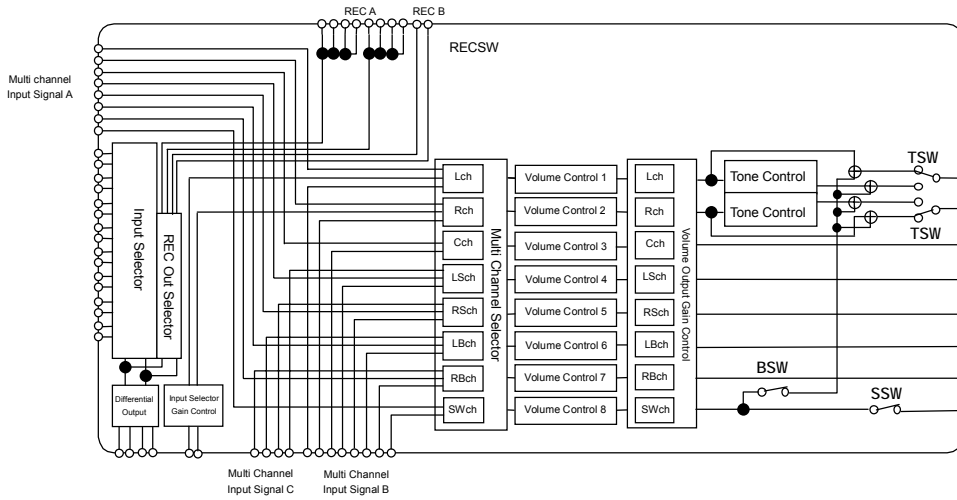 REC A
REC B
RECSW
Multi channel
Input Signal A
Input Selector
REC Out Selector
Differential
Output
Input Selector
Gain Control
Multi Channel
Input Signal C
Multi Channel
Input Signal B
Multi Channel Selector
Lch
Rch
Cch
LSch
RSch
LBch
RBch
SWch
Volume Control 1
Volume Control 2
Volume Control 3
Volume Control 4
Volume Control 5
Volume Control 6
Volume Control 7
Volume Control 8
Lch
Rch
Cch
LSch
RSch
LBch
RBch
SWch
Volume Output Gain Control
Tone Control
Tone Control
TSW
TSW
BSW
SSW